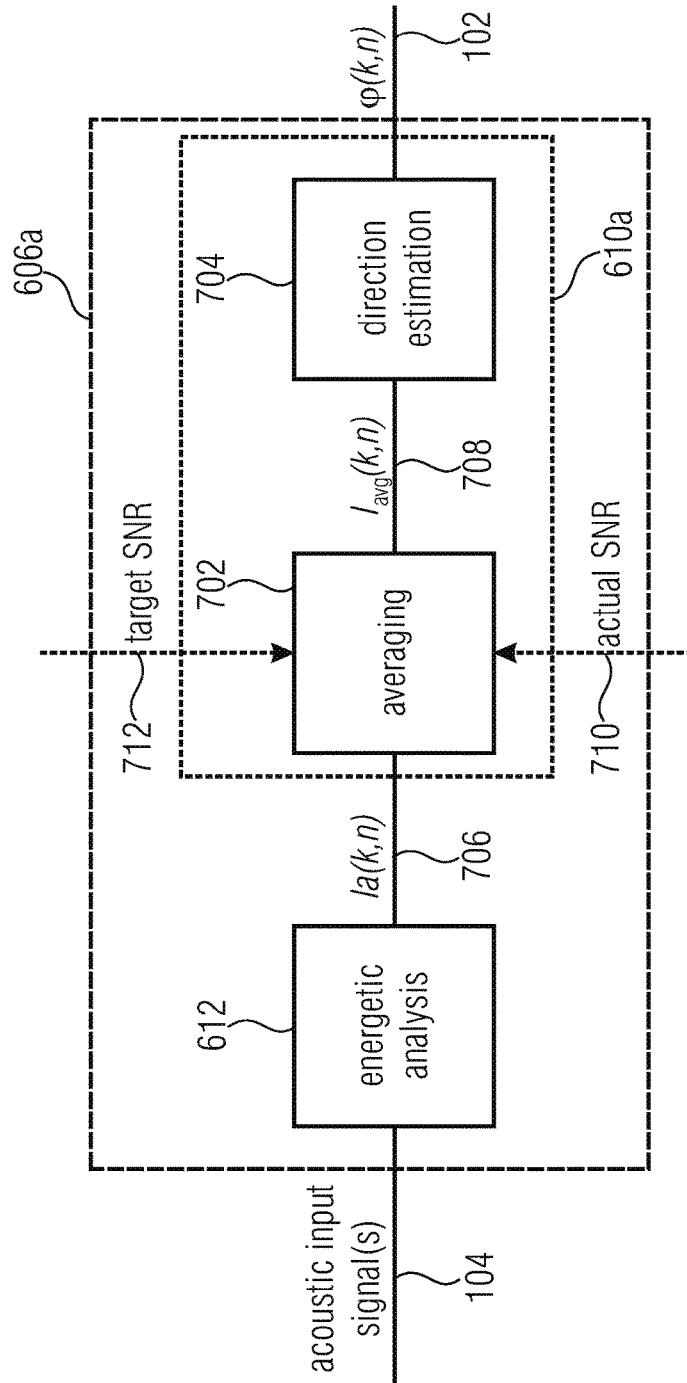 606a
target SNR
712
acoustic input
signal(s)
104
612
energetic
analysis
Ia(k,n)
706
702
averaging
I_avg(k,n)
708
704
direction
estimation
φ(k,n)
102
710
actual SNR
610a